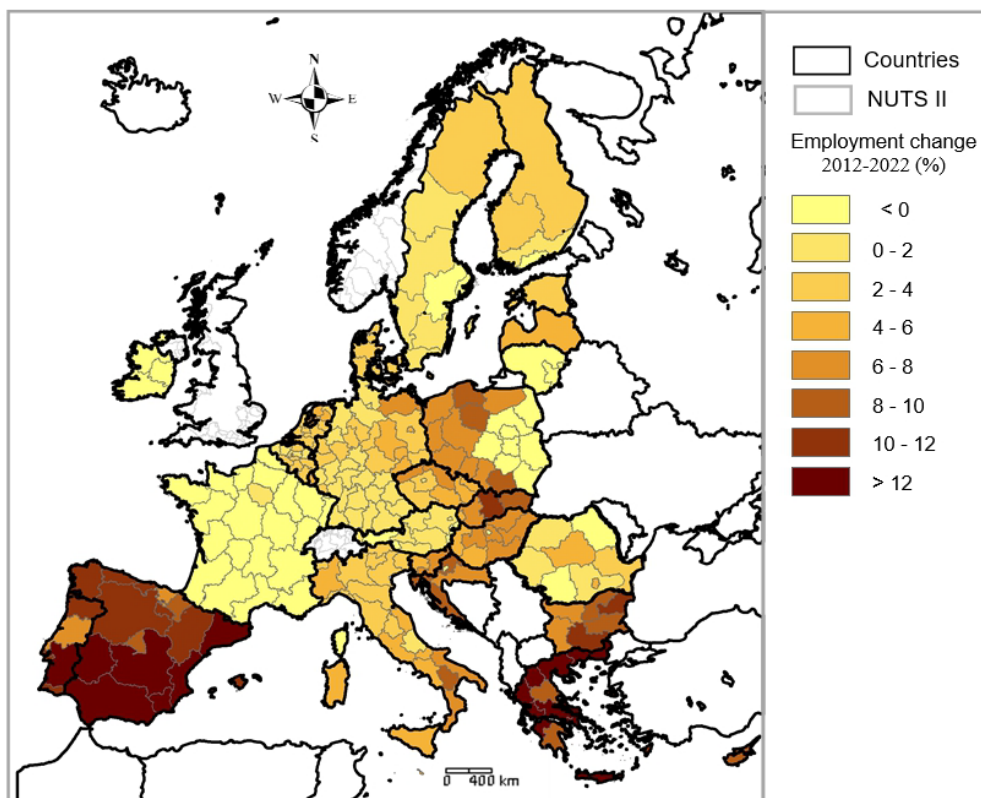 N
W E
S
Countries
NUTS II
Employment change
2012-2022 (%)
< 0
0 - 2
2 - 4
4 - 6
6 - 8
8 - 10
10 - 12
> 12
0 400 km